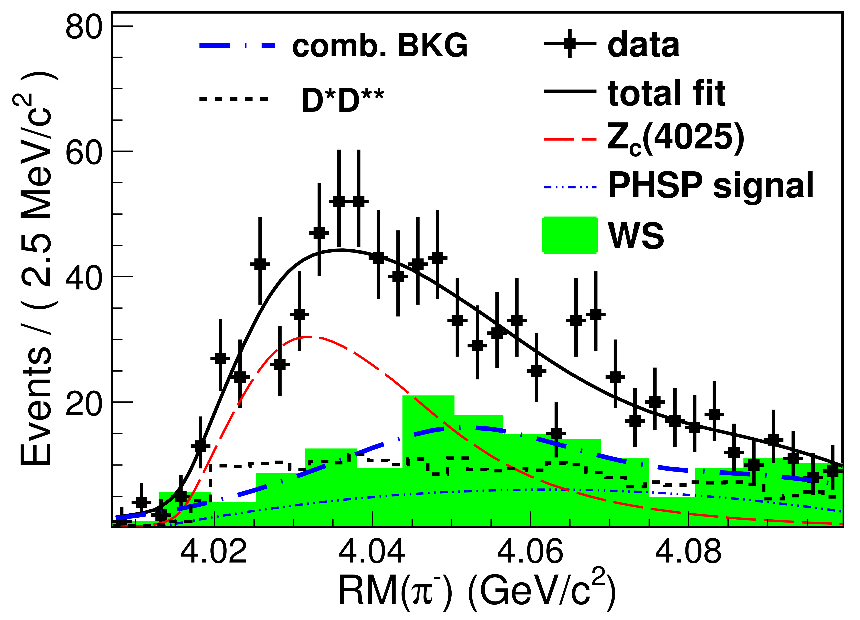 80
60
40
20
Events / ( 2.5 MeV/c²)
comb. BKG
D*D**
data
total fit
Zc(4025)
PHSP signal
WS
4.02 4.04 4.06 4.08
RM(π⁻) (GeV/c²)